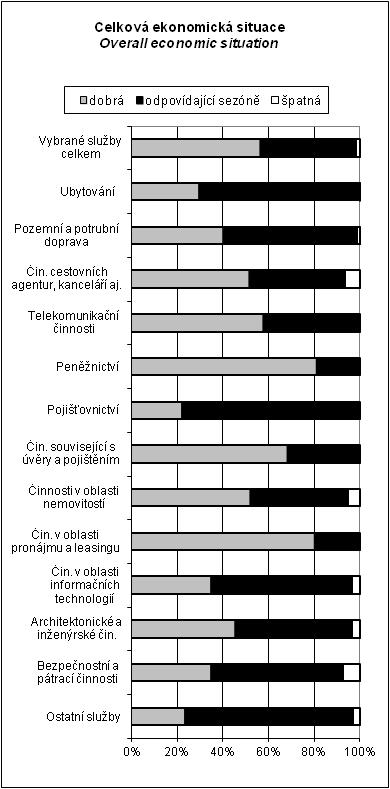 Celková ekonomická situace
Overall economic situation
dobrá odpovídající sezóně špatná
Vybrané služby
celkem
Ubytování
Pozemní a potrubní
doprava
Čin. cestovních
agentur, kanceláří aj.
Telekomunikační
činnosti
Peněžnictví
Pojišťovnictví
Čin. související s
úvěry a pojištěním
Činnosti v oblasti
nemovitostí
Čin. v oblasti
pronájmu a leasingu
Čin. v oblasti
informačních
technologií
Architektonické a
inženýrské čin.
Bezpečnostní a
pátrací činnosti
Ostatní služby
0% 20% 40% 60% 80% 100%